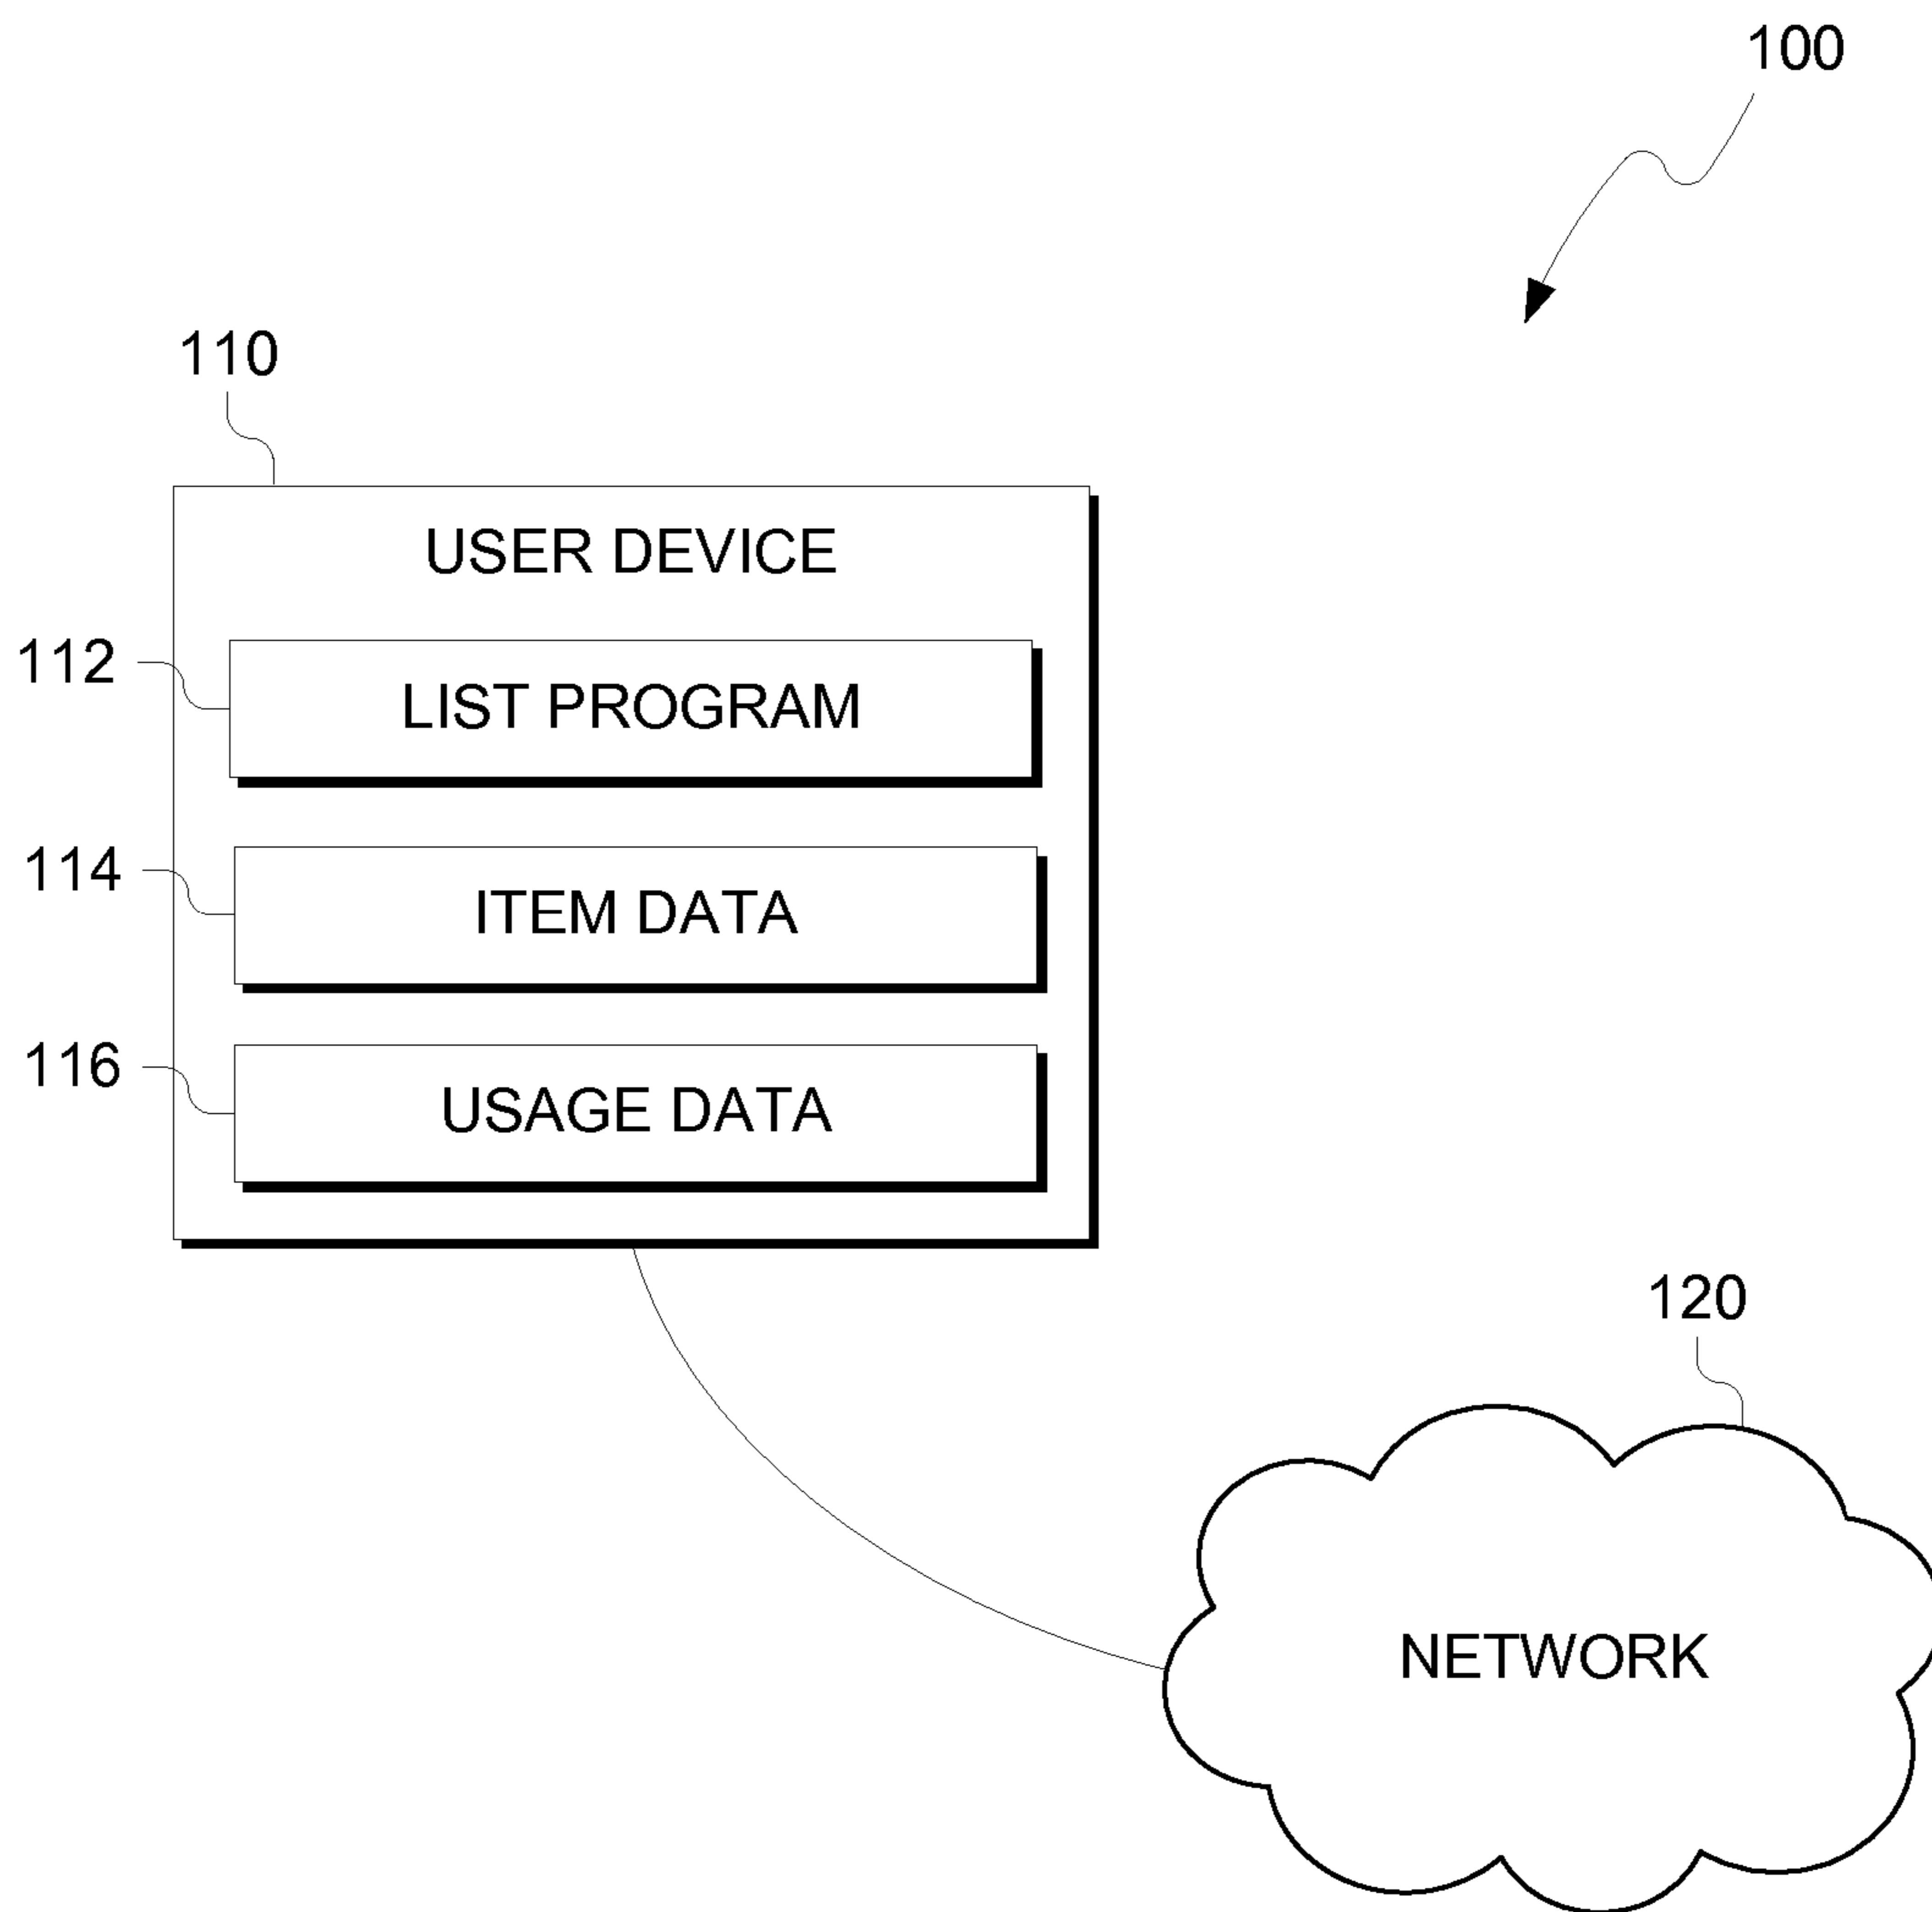 100
110
USER DEVICE
112
LIST PROGRAM
114
ITEM DATA
116
USAGE DATA
120
NETWORK